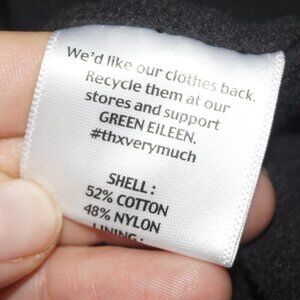 We'd like our clothes back.
Recycle them at our
stores and support
GREEN EILEEN.
#thxverymuch
SHELL :
52% COTTON
48% NYLON
LINING :